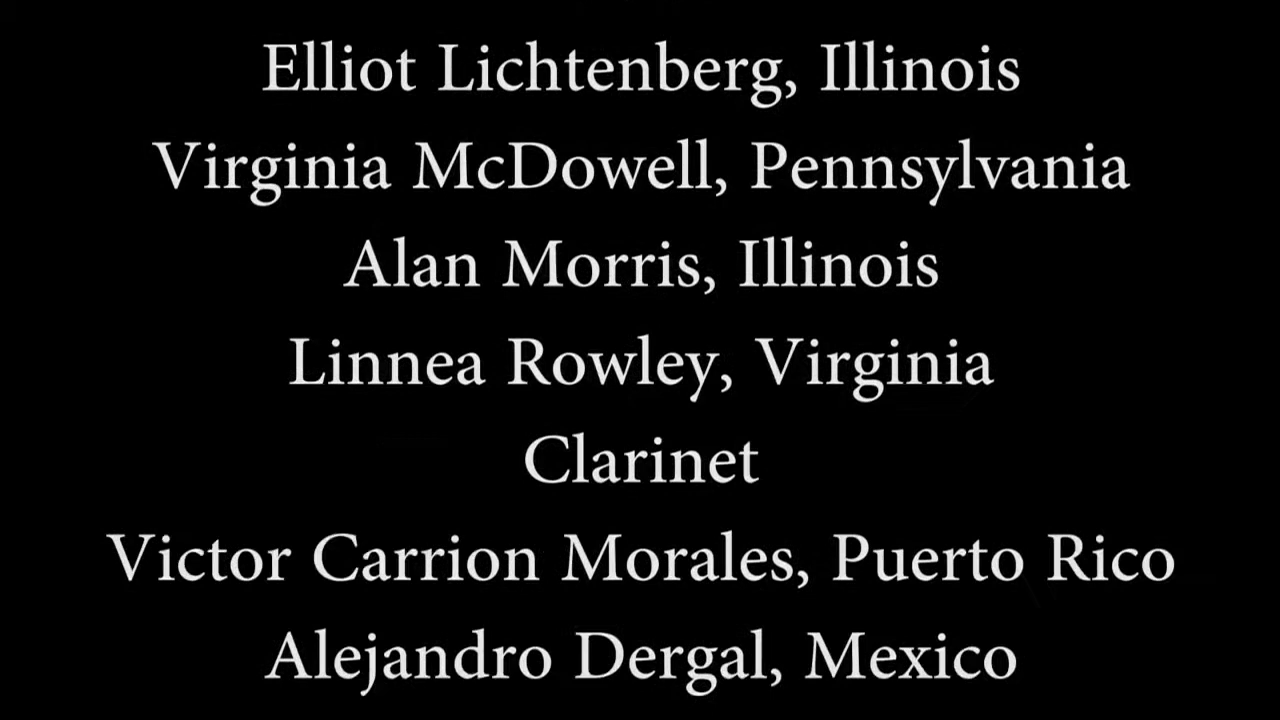 Elliot Lichtenberg, Illinois
Virginia McDowell, Pennsylvania
Alan Morris, Illinois
Linnea Rowley, Virginia
Clarinet
Victor Carrion Morales, Puerto Rico
Alejandro Dergal, Mexico